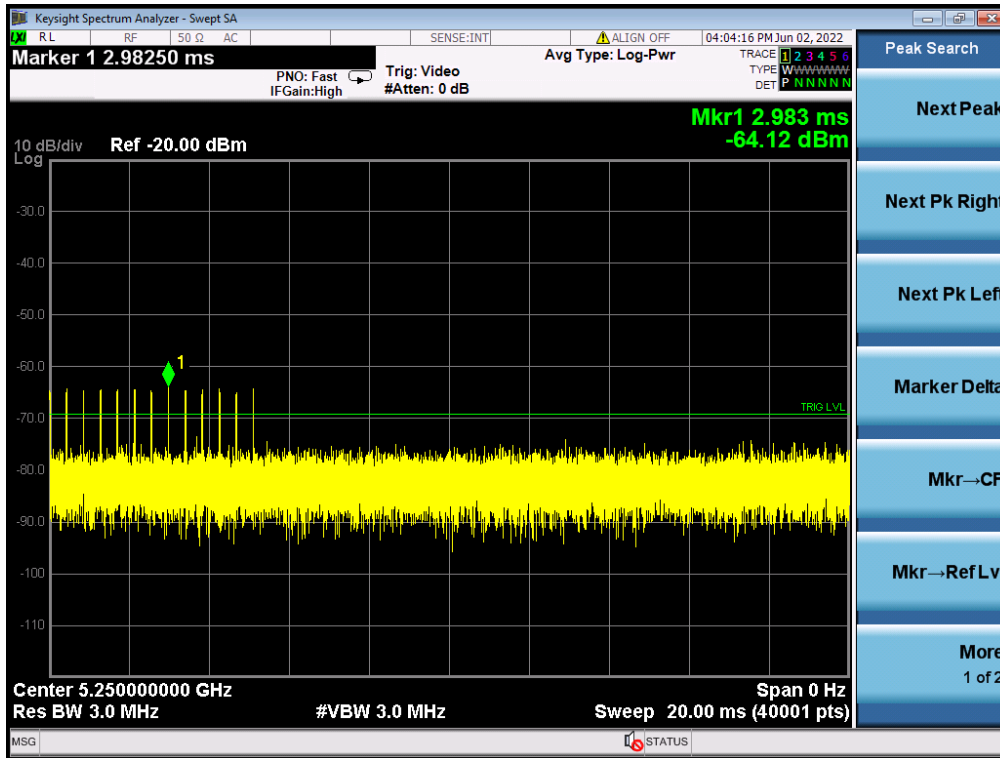 Keysight Spectrum Analyzer - Swept SA
LXI RL RF 50 Ω AC SENSE:INT ALIGN OFF 04:04:16 PM Jun 02, 2022
Marker 1 2.98250 ms
PNO: Fast
IFGain:High
Trig: Video
#Atten: 0 dB
Avg Type: Log-Pwr
TRACE 1 2 3 4 5 6
TYPE WWWWWW
DET P N N N N N
Mkr1 2.983 ms
-64.12 dBm
10 dB/div
Log
Ref -20.00 dBm
-30.0
-40.0
-50.0
-60.0
-70.0
-80.0
-90.0
-100
-110
1
TRIG LVL
Center 5.250000000 GHz
Span 0 Hz
Res BW 3.0 MHz
#VBW 3.0 MHz
Sweep 20.00 ms (40001 pts)
MSG
STATUS
Peak Search
Next Peak
Next Pk Right
Next Pk Left
Marker Delta
Mkr→CF
Mkr→Ref Lv
More
1 of 2